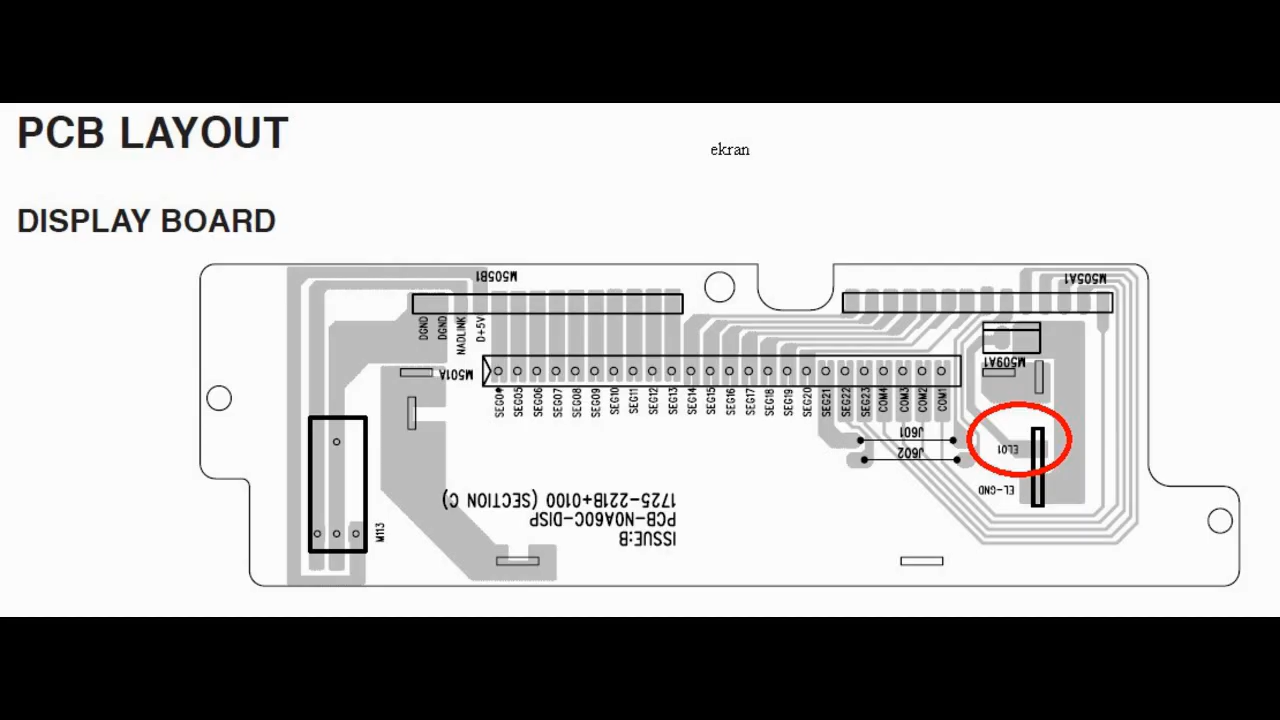 PCB LAYOUT
ekran
DISPLAY BOARD
M505B1
M505A1
DGND
DGND
NADLINK
D+5V
M501A
M509A1
SEG04
SEG05
SEG06
SEG07
SEG08
SEG09
SEG10
SEG11
SEG12
SEG13
SEG14
SEG15
SEG16
SEG17
SEG18
SEG19
SEG20
SEG21
SEG22
SEG23
COM4
COM3
COM2
COM1
J601
J602
EL01
EL-GND
M113
1725-221B+0100 (SECTION C)
PCB-N0A60C-DISP
ISSUE:B